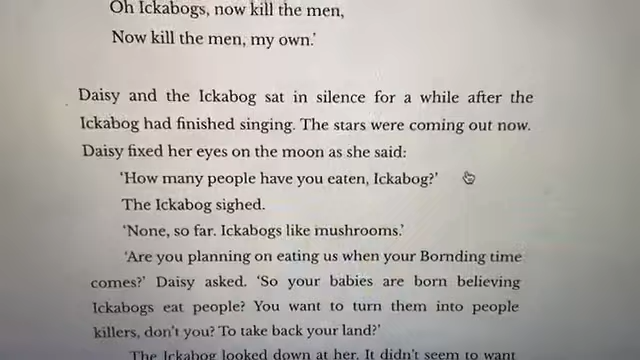 Oh Ickabogs, now kill the men,
Now kill the men, my own.'
Daisy and the Ickabog sat in silence for a while after the
Ickabog had finished singing. The stars were coming out now.
Daisy fixed her eyes on the moon as she said:
'How many people have you eaten, Ickabog?'
The Ickabog sighed.
'None, so far. Ickabogs like mushrooms.'
'Are you planning on eating us when your Bornding time
comes?' Daisy asked. 'So your babies are born believing
Ickabogs eat people? You want to turn them into people
killers, don't you? To take back your land?'
The Ickabog looked down at her. It didn't seem to want